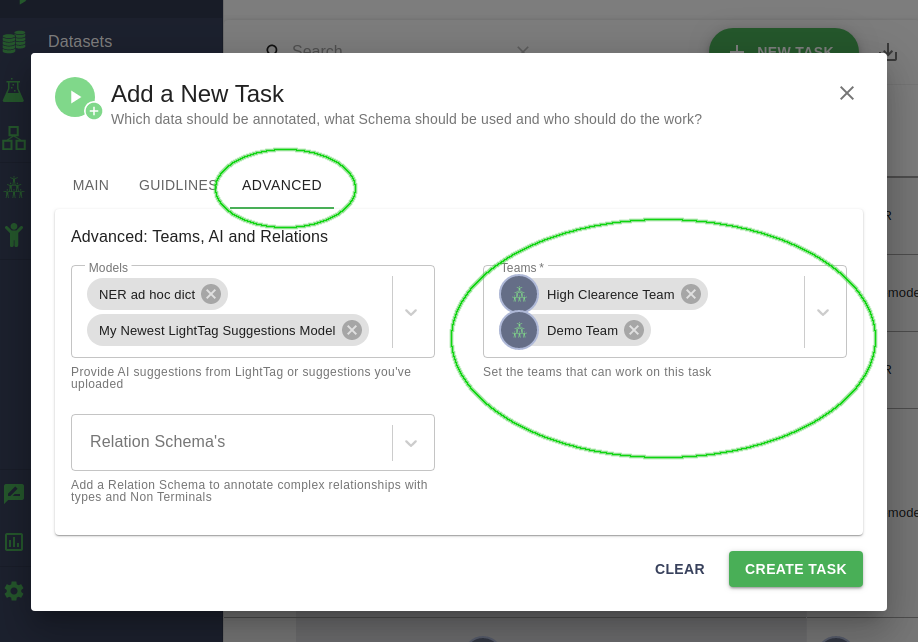 Datasets
Search
NEW TASK
Add a New Task
Which data should be annotated, what Schema should be used and who should do the work?
MAIN GUIDLINES ADVANCED
Advanced: Teams, AI and Relations
Models
NER ad hoc dict
My Newest LightTag Suggestions Model
Provide AI suggestions from LightTag or suggestions you've
uploaded
Teams *
High Clearence Team
Demo Team
Set the teams that can work on this task
Relation Schema's
Add a Relation Schema to annotate complex relationships with
types and Non Terminals
CLEAR CREATE TASK